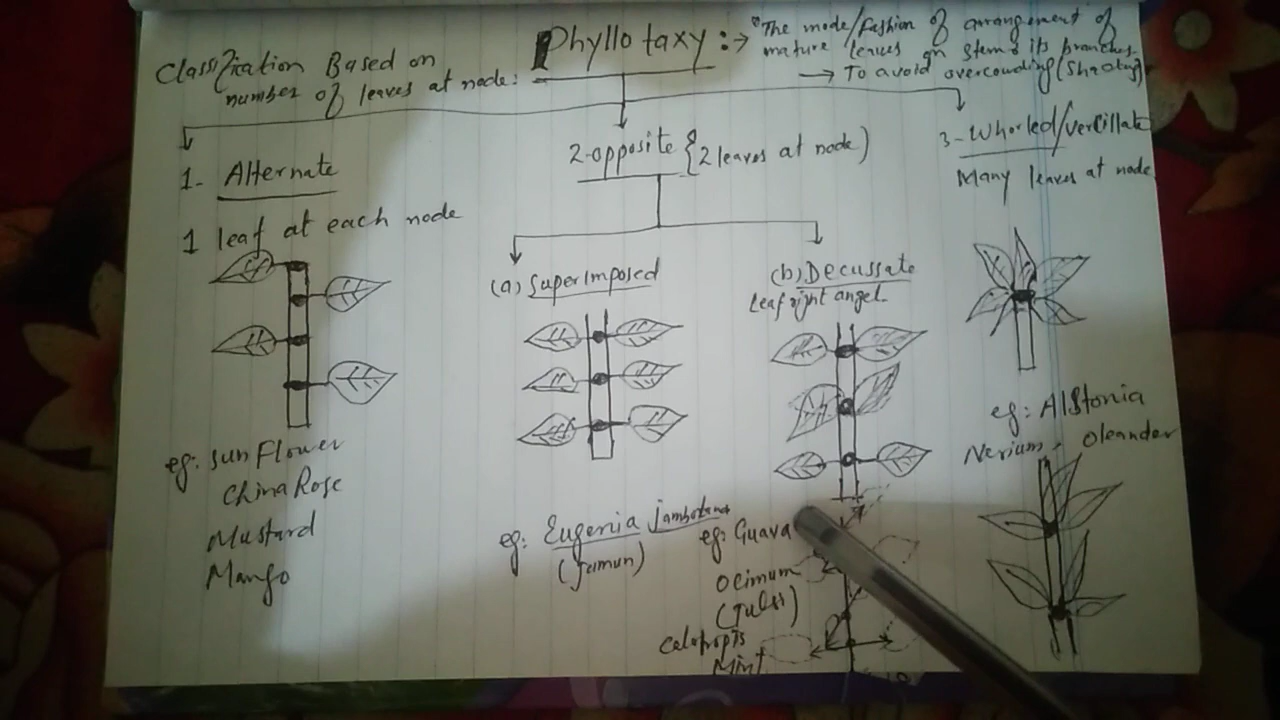 Phyllotaxy :→ "The mode/fashion of arrangement of
mature leaves on stem & its branches
→ To avoid overcouding (Shading)
Classification Based on
number of leaves at node:
1- Alternate
1 leaf at each node
eg: sun Flower
China Rose
Mustard
Mango
2-opposite {2 leaves at node)
(a) Superimposed
eg: Eugenia Jambolana
(Jamun)
(b) Decussate
Leaf right angel
eg: Guava
Ocimum
(Tulsi)
Calotropis
Mint
3-Whorled/Verticillate
Many leaves at node
eg: Alstonia
Nerium, Oleander